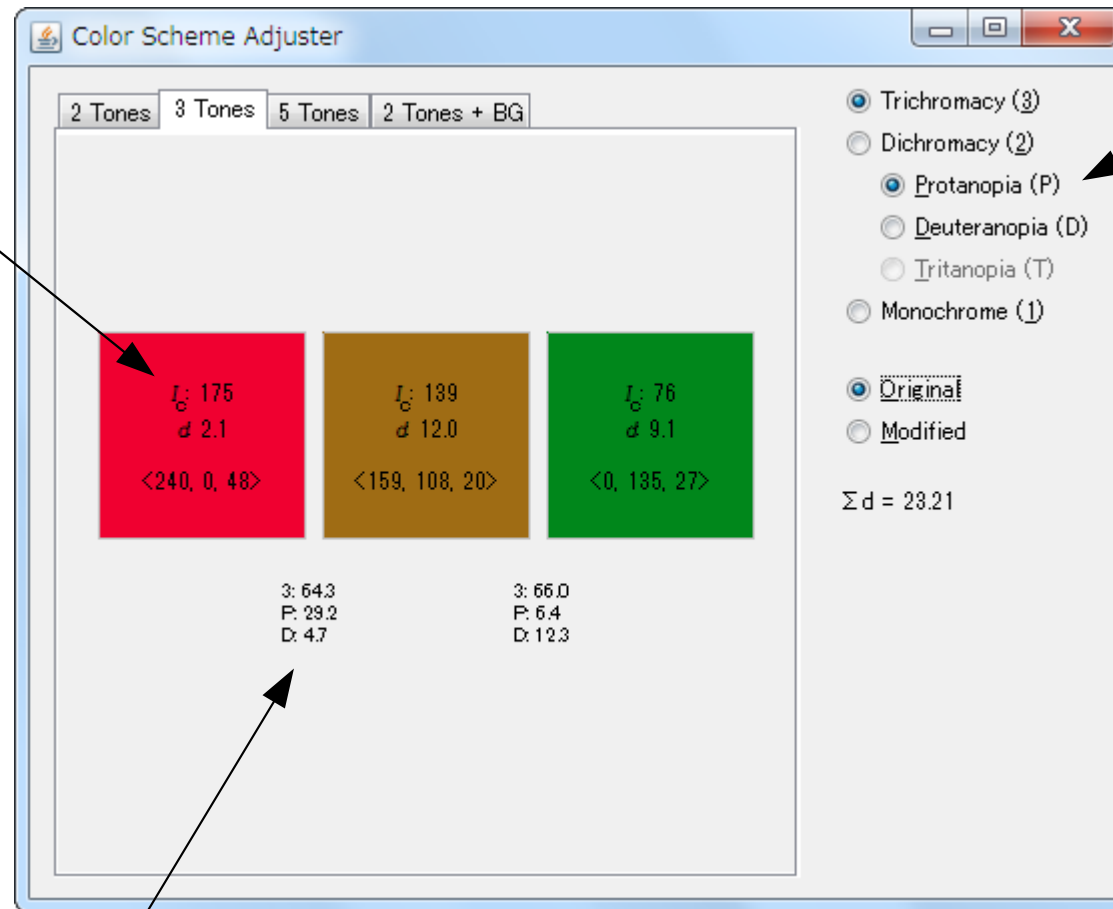 Color Scheme Adjuster
2 Tones 3 Tones 5 Tones 2 Tones + BG
Trichromacy (3)
Dichromacy (2)
Protanopia (P)
Deuteranopia (D)
Tritanopia (T)
Monochrome (1)
Original
Modified
Σd = 23.21
Ic: 175
d: 2.1
<240, 0, 48>
Ic: 139
d: 12.0
<159, 108, 20>
Ic: 76
d: 9.1
<0, 135, 27>
3: 64.3
P: 29.2
D: 4.7
3: 66.0
P: 6.4
D: 12.3